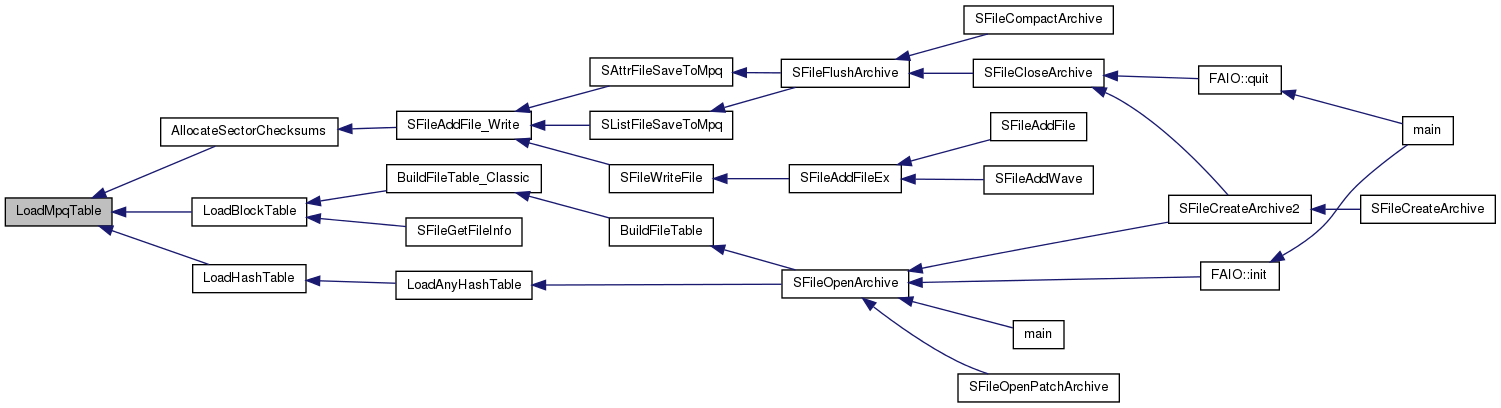 SFileCompactArchive
SAttrFileSaveToMpq
SFileFlushArchive
SFileCloseArchive
FAIO::quit
AllocateSectorChecksums
SFileAddFile_Write
SListFileSaveToMpq
SFileAddFile
main
BuildFileTable_Classic
SFileWriteFile
SFileAddFileEx
SFileAddWave
LoadMpqTable
LoadBlockTable
SFileGetFileInfo
BuildFileTable
SFileCreateArchive2
SFileCreateArchive
LoadHashTable
LoadAnyHashTable
SFileOpenArchive
FAIO::init
main
SFileOpenPatchArchive